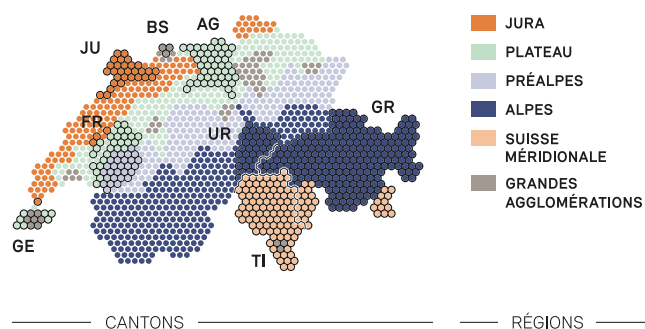 BS
AG
JU
GR
FR
UR
GE
TI
JURA
PLATEAU
PRÉALPES
ALPES
SUISSE
MÉRIDIONALE
GRANDES
AGGLOMÉRATIONS
CANTONS
RÉGIONS